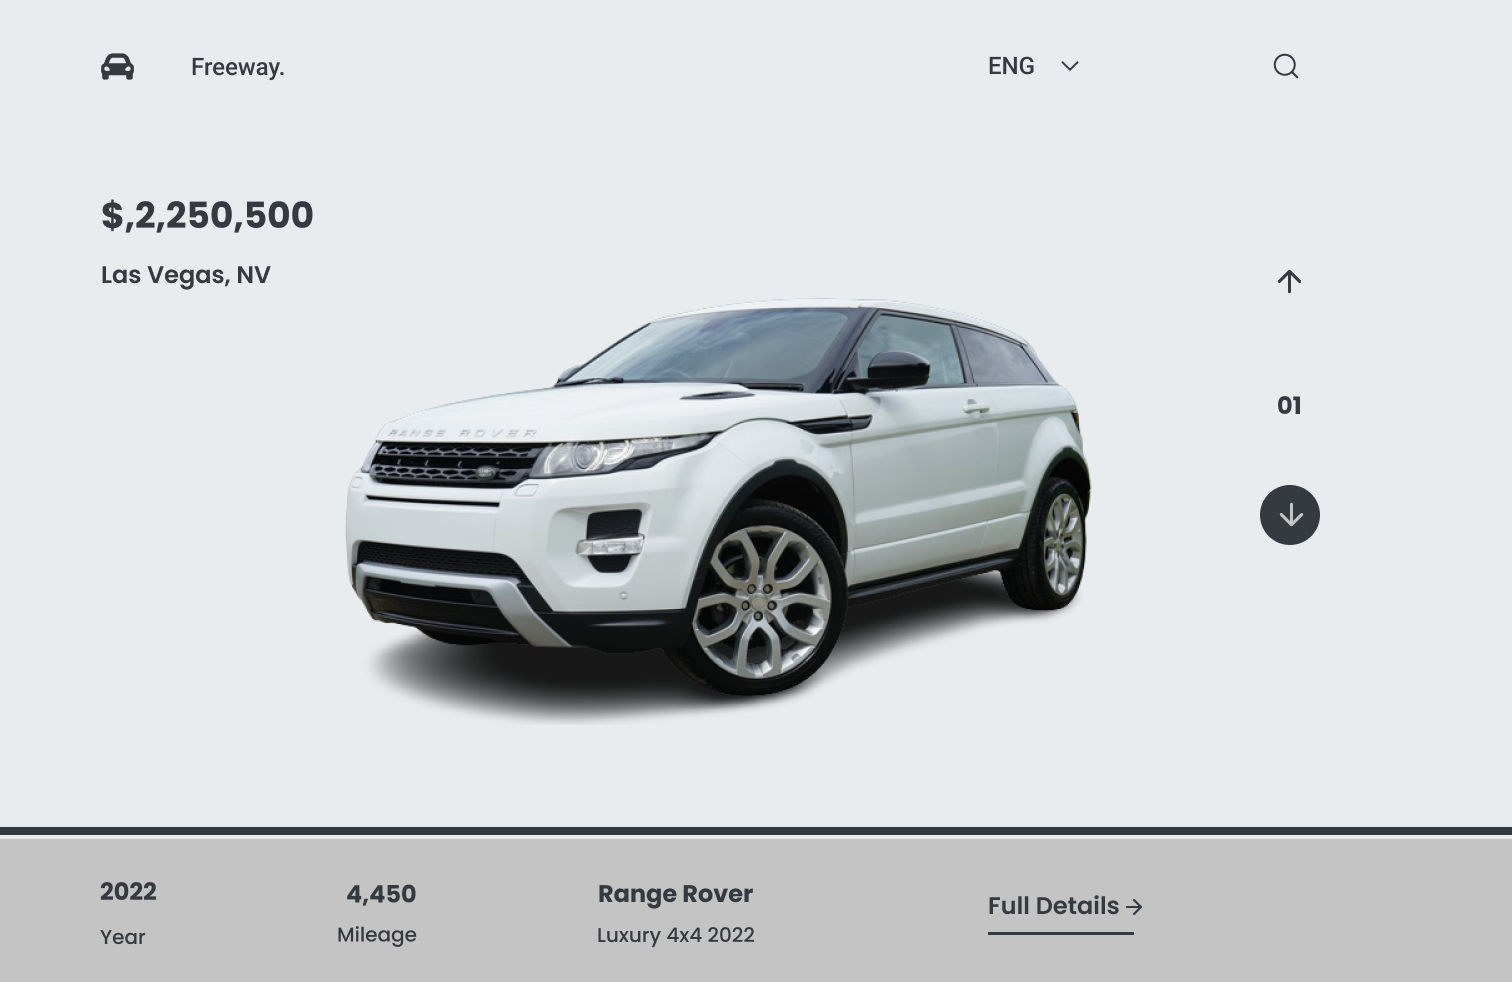 Freeway.
ENG
$,2,250,500
Las Vegas, NV
01
RANGE ROVER
2022
Year
4,450
Mileage
Range Rover
Luxury 4x4 2022
Full Details